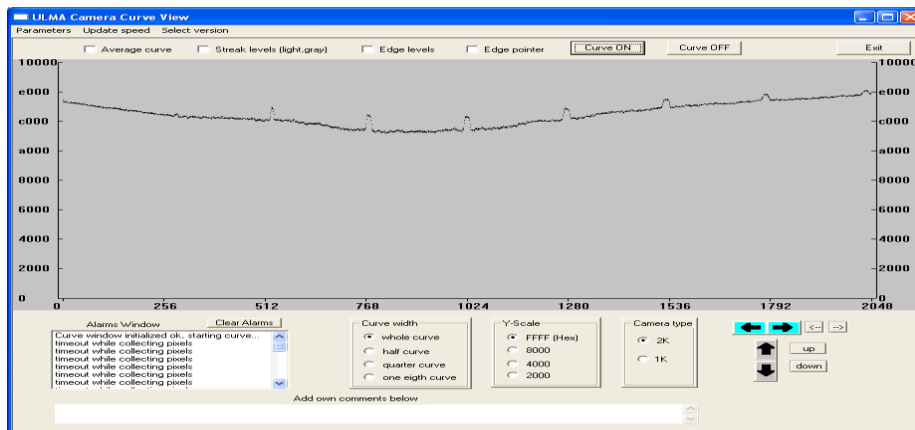 ULMA Camera Curve View
Parameters Update speed Select version
Average curve Streak levels (light,gray) Edge levels Edge pointer Curve ON Curve OFF Exit
10000 10000
e000 e000
c000 c000
a000 a000
8000 8000
6000 6000
4000 4000
2000 2000
0 0
0 256 512 768 1024 1280 1536 1792 2048
Alarms Window Clear Alarms Curve width Y-Scale Camera type
Curve window initialized ok, starting curve...
timeout while collecting pixels
timeout while collecting pixels
timeout while collecting pixels
timeout while collecting pixels
timeout while collecting pixels
whole curve
half curve
quarter curve
one eigth curve
FFFF (Hex)
8000
4000
2000
2K
1K
<-- -->
up
down
Add own comments below